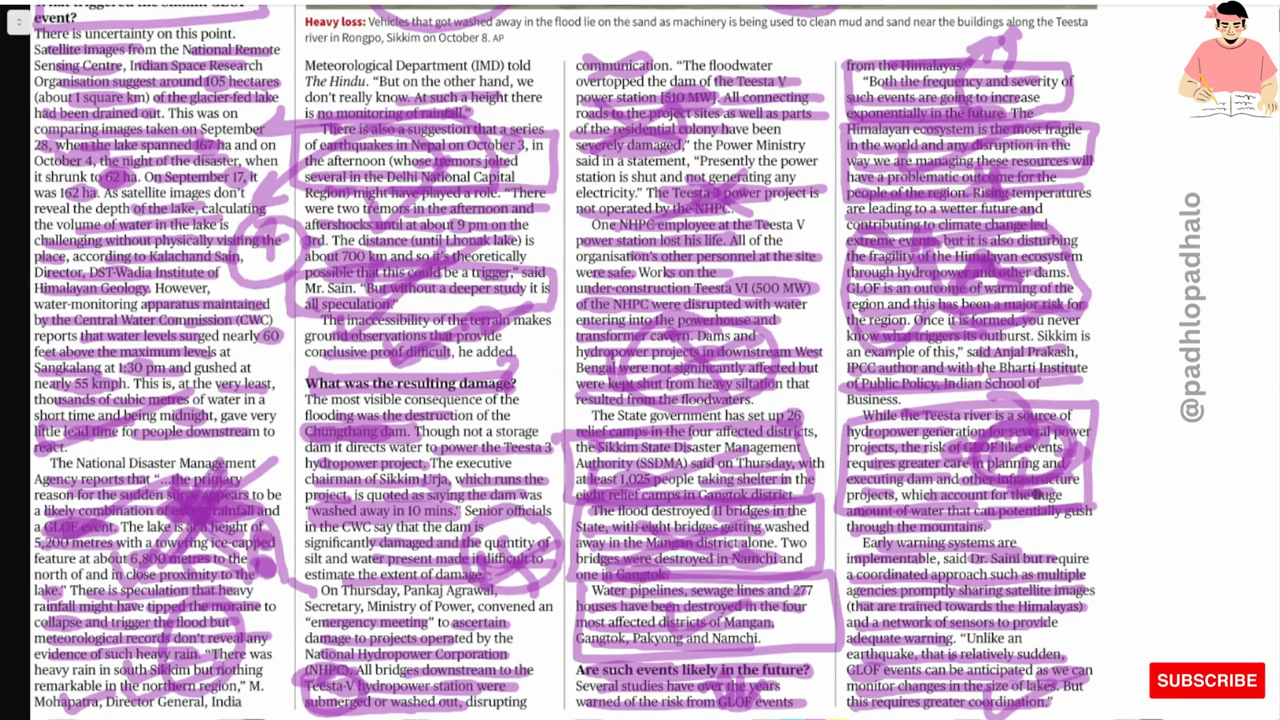 What triggered the Sikkim GLOF
event?
There is uncertainty on this point.
Satellite images from the National Remote
Sensing Centre, Indian Space Research
Organisation suggest around 105 hectares
(about 1 square km) of the glacier-fed lake
had been drained out. This was on
comparing images taken on September
28, when the lake spanned 167 ha and on
October 4, the night of the disaster, when
it shrunk to 62 ha. On September 17, it
was 162 ha. As satellite images don't
reveal the depth of the lake, calculating
the volume of water in the lake is
challenging without physically visiting the
place, according to Kalachand Sain,
Director, DST-Wadia Institute of
Himalayan Geology. However,
water-monitoring apparatus maintained
by the Central Water Commission (CWC)
reports that water levels surged nearly 60
feet above the maximum levels at
Sangkalang at 1:30 pm and gushed at
nearly 55 kmph. This is, at the very least,
thousands of cubic metres of water in a
short time and being midnight, gave very
little lead time for people downstream to
react.
The National Disaster Management
Agency reports that “...the primary
reason for the sudden surge appears to be
a likely combination of excess rainfall and
a GLOF event. The lake is at a height of
5,200 metres with a towering ice-capped
feature at about 6,800 metres to the
north of and in close proximity to the
lake.” There is speculation that heavy
rainfall might have tipped the moraine to
collapse and trigger the flood but
meteorological records don't reveal any
evidence of such heavy rain. “There was
heavy rain in south Sikkim but nothing
remarkable in the northern region,” M.
Mohapatra, Director General, India
Heavy loss: Vehicles that got washed away in the flood lie on the sand as machinery is being used to clean mud and sand near the buildings along the Teesta
river in Rongpo, Sikkim on October 8. AP
Meteorological Department (IMD) told
The Hindu. “But on the other hand, we
don't really know. At such a height there
is no monitoring of rainfall.”
There is also a suggestion that a series
of earthquakes in Nepal on October 3, in
the afternoon (whose tremors jolted
several in the Delhi National Capital
Region) might have played a role. “There
were two tremors in the afternoon and
aftershocks until at about 9 pm on the
3rd. The distance (until Lhonak lake) is
about 700 km and so it's theoretically
possible that this could be a trigger,” said
Mr. Sain. “But without a deeper study it is
all speculation.”
The inaccessibility of the terrain makes
ground observations that provide
conclusive proof difficult, he added.
What was the resulting damage?
The most visible consequence of the
flooding was the destruction of the
Chungthang dam. Though not a storage
dam it directs water to power the Teesta 3
hydropower project. The executive
chairman of Sikkim Urja, which runs the
project, is quoted as saying the dam was
“washed away in 10 mins.” Senior officials
in the CWC say that the dam is
significantly damaged and the quantity of
silt and water present made it difficult to
estimate the extent of damage.
On Thursday, Pankaj Agrawal,
Secretary, Ministry of Power, convened an
“emergency meeting” to ascertain
damage to projects operated by the
National Hydropower Corporation
(NHPC). All bridges downstream to the
Teesta-V hydropower station were
submerged or washed out, disrupting
communication. “The floodwater
overtopped the dam of the Teesta V
power station [510 MW]. All connecting
roads to the project sites as well as parts
of the residential colony have been
severely damaged,” the Power Ministry
said in a statement, “Presently the power
station is shut and not generating any
electricity.” The Teesta 3 power project is
not operated by the NHPC.
One NHPC employee at the Teesta V
power station lost his life. All of the
organisation's other personnel at the site
were safe. Works on the
under-construction Teesta VI (500 MW)
of the NHPC were disrupted with water
entering into the powerhouse and
transformer cavern. Dams and
hydropower projects in downstream West
Bengal were not significantly affected but
were kept shut from heavy siltation that
resulted from the floodwaters.
The State government has set up 26
relief camps in the four affected districts,
the Sikkim State Disaster Management
Authority (SSDMA) said on Thursday, with
at least 1,025 people taking shelter in the
eight relief camps in Gangtok district.
The flood destroyed 11 bridges in the
State, with eight bridges getting washed
away in the Mangan district alone. Two
bridges were destroyed in Namchi and
one in Gangtok.
Water pipelines, sewage lines and 277
houses have been destroyed in the four
most affected districts of Mangan,
Gangtok, Pakyong and Namchi.
Are such events likely in the future?
Several studies have over the years
warned of the risk from GLOF events
from the Himalayas.
“Both the frequency and severity of
such events are going to increase
exponentially in the future. The
Himalayan ecosystem is the most fragile
in the world and any disruption in the
way we are managing these resources will
have a problematic outcome for the
people of the region. Rising temperatures
are leading to a wetter future and
contributing to climate change led
extreme events, but it is also disturbing
the fragility of the Himalayan ecosystem
through hydropower and other dams.
GLOF is an outcome of warming of the
region and this has been a major risk for
the region. Once it is formed, you never
know what triggers its outburst. Sikkim is
an example of this,” said Anjal Prakash,
IPCC author and with the Bharti Institute
of Public Policy, Indian School of
Business.
While the Teesta river is a source of
hydropower generation for several power
projects, the risk of GLOF like events
requires greater care in planning and
executing dam and other infrastructure
projects, which account for the huge
amount of water that can potentially gush
through the mountains.
Early warning systems are
implementable, said Dr. Saini but require
a coordinated approach such as multiple
agencies promptly sharing satellite images
(that are trained towards the Himalayas)
and a network of sensors to provide
adequate warning. “Unlike an
earthquake, that is relatively sudden,
GLOF events can be anticipated as we can
monitor changes in the size of lakes. But
this requires greater coordination.”
@padhlopadhalo
SUBSCRIBE